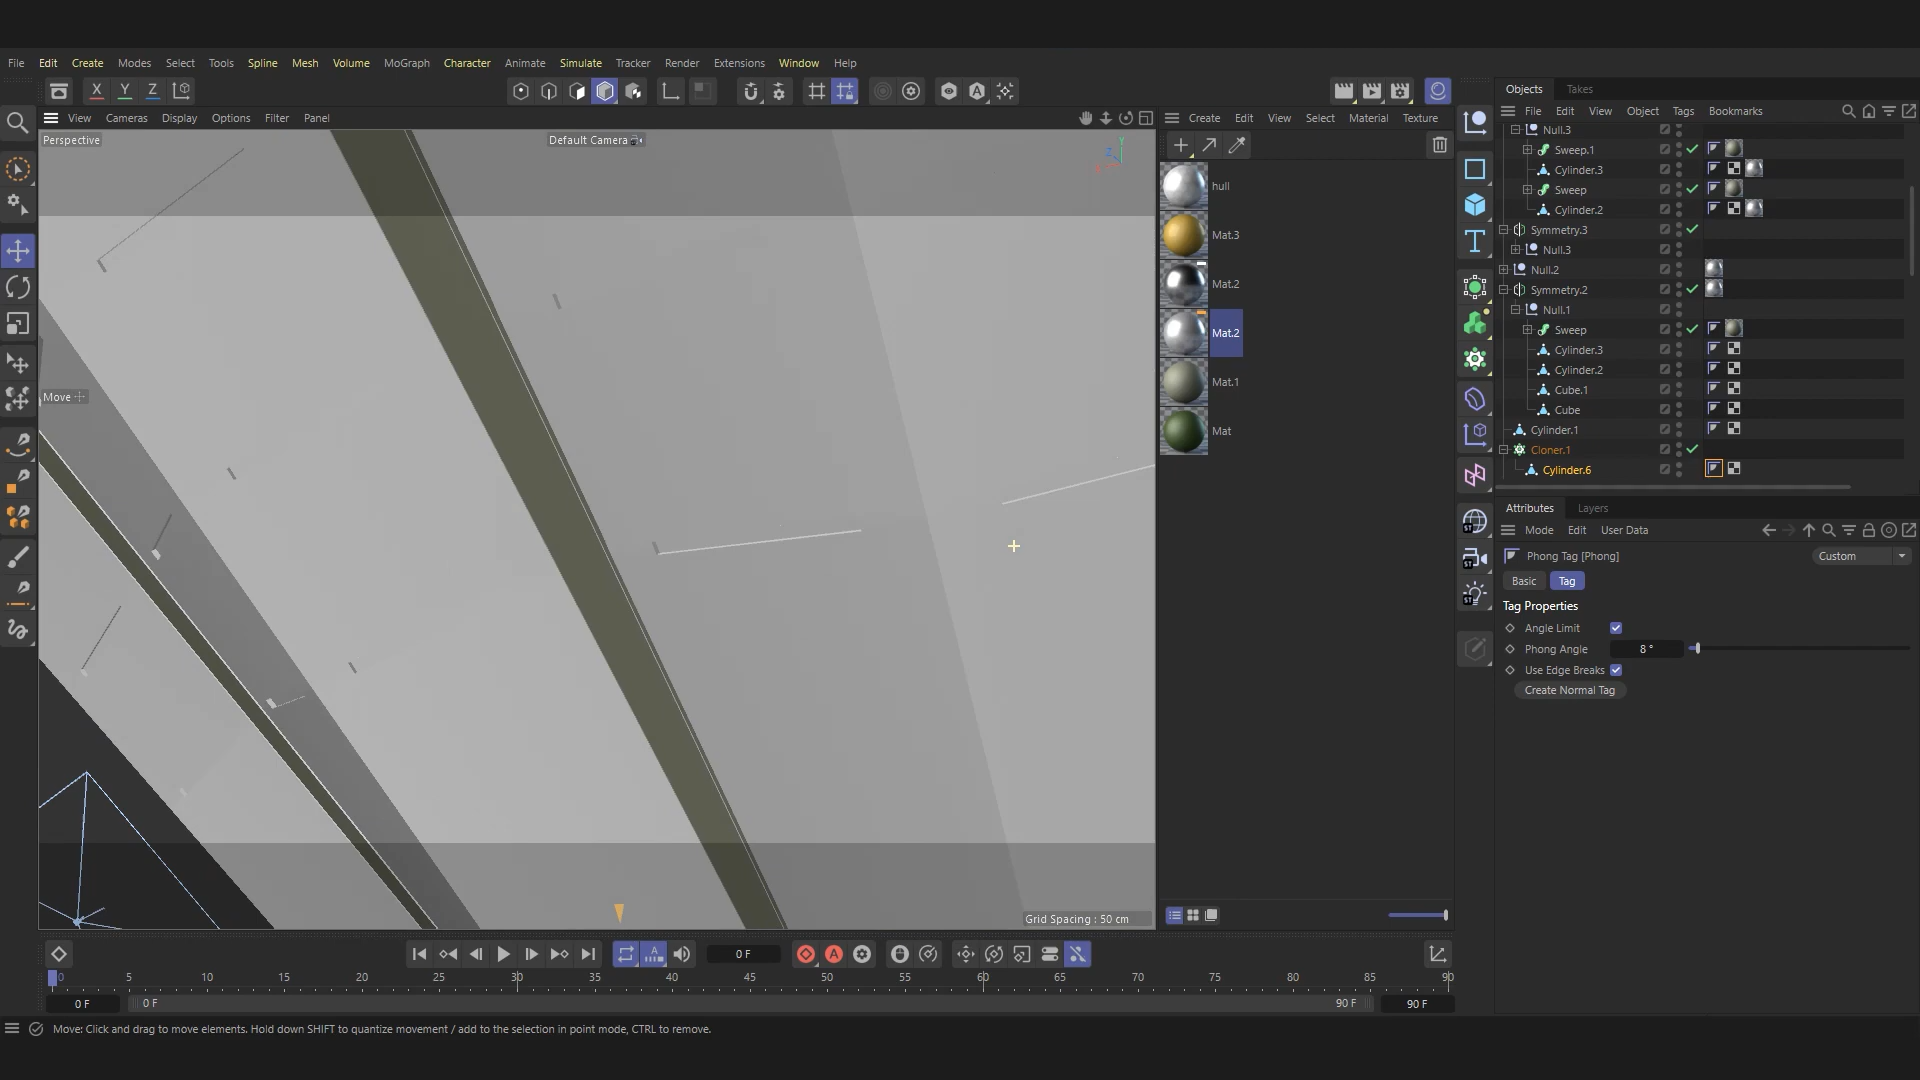 File Edit Create Modes Select Tools Spline Mesh Volume MoGraph Character Animate Simulate Tracker Render Extensions Window Help
X Y Z
View Cameras Display Options Filter Panel
Perspective
Default Camera
Move
Grid Spacing : 50 cm
Create Edit View Select Material Texture
hull
Mat.3
Mat.2
Mat.2
Mat.1
Mat
Objects Takes
File Edit View Object Tags Bookmarks
Null.3
Sweep.1
Cylinder.3
Sweep
Cylinder.2
Symmetry.3
Null.3
Null.2
Symmetry.2
Null.1
Sweep
Cylinder.3
Cylinder.2
Cube.1
Cube
Cylinder.1
Cloner.1
Cylinder.6
Attributes Layers
Mode Edit User Data
Phong Tag [Phong] Custom
Basic Tag
Tag Properties
Angle Limit
Phong Angle 8 °
Use Edge Breaks
Create Normal Tag
0 F
0 5 10 15 20 25 30 35 40 45 50 55 60 65 70 75 80 85 90
0 F 0 F 90 F 90 F
Move: Click and drag to move elements. Hold down SHIFT to quantize movement / add to the selection in point mode, CTRL to remove.